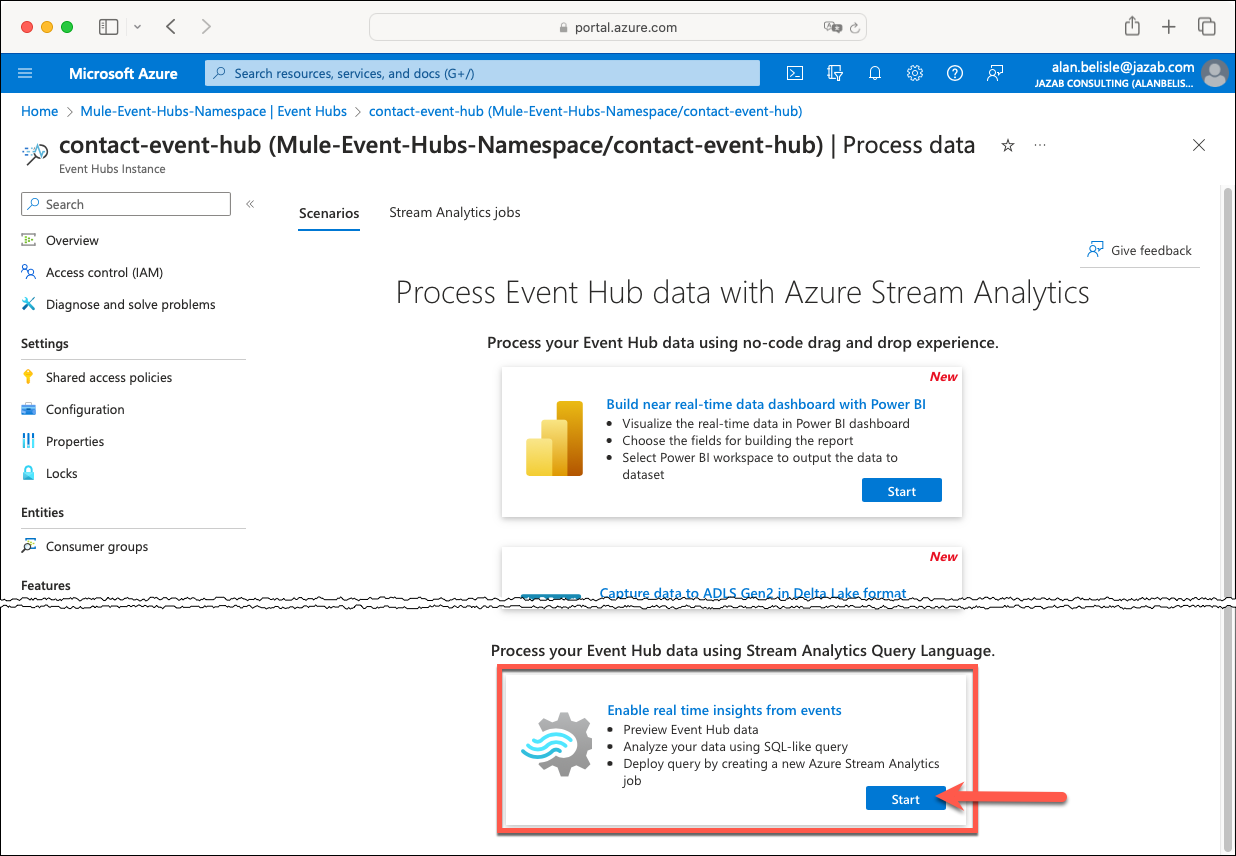 portal.azure.com
Microsoft Azure
Search resources, services, and docs (G+/)
alan.belisle@jazab.com
JAZAB CONSULTING (ALANBELIS...
Home > Mule-Event-Hubs-Namespace | Event Hubs > contact-event-hub (Mule-Event-Hubs-Namespace/contact-event-hub)
contact-event-hub (Mule-Event-Hubs-Namespace/contact-event-hub) | Process data
Event Hubs Instance
Search
Overview
Access control (IAM)
Diagnose and solve problems
Settings
Shared access policies
Configuration
Properties
Locks
Entities
Consumer groups
Features
Scenarios
Stream Analytics jobs
Give feedback
Process Event Hub data with Azure Stream Analytics
Process your Event Hub data using no-code drag and drop experience.
New
Build near real-time data dashboard with Power BI
• Visualize the real-time data in Power BI dashboard
• Choose the fields for building the report
• Select Power BI workspace to output the data to
dataset
Start
New
Capture data to ADLS Gen2 in Delta Lake format
Process your Event Hub data using Stream Analytics Query Language.
Enable real time insights from events
• Preview Event Hub data
• Analyze your data using SQL-like query
• Deploy query by creating a new Azure Stream Analytics
job
Start